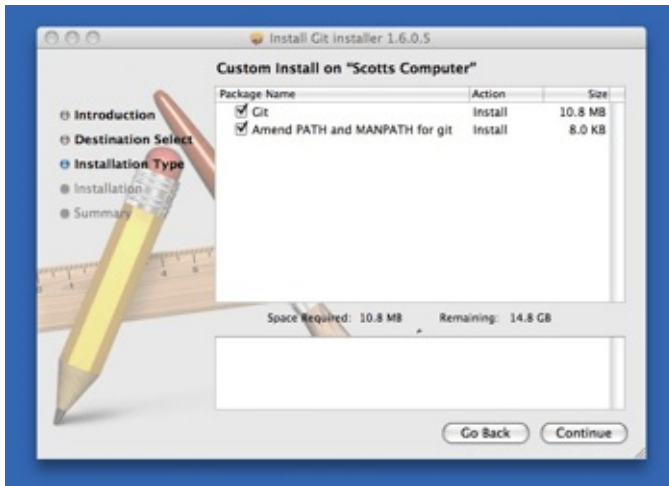 Install Git installer 1.6.0.5
Custom Install on "Scotts Computer"
Introduction
Destination Select
Installation Type
Installation
Summary
Package Name Action Size
Git Install 10.8 MB
Amend PATH and MANPATH for git Install 8.0 KB
Space Required: 10.8 MB Remaining: 14.8 GB
Go Back Continue